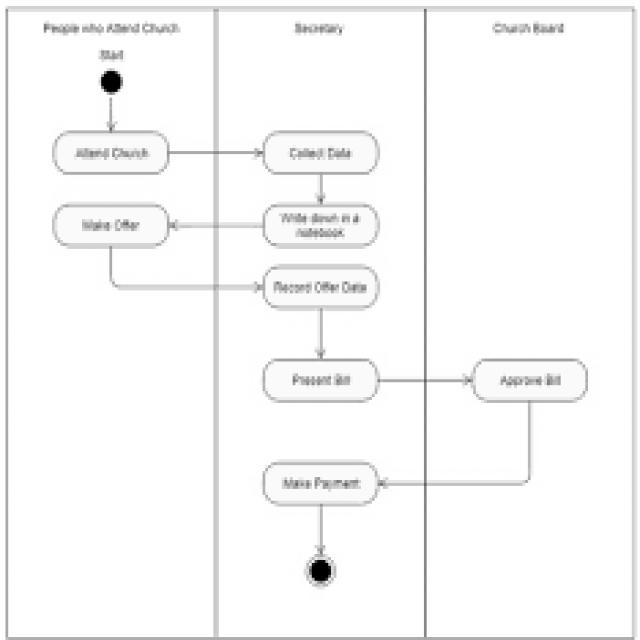 People who Attend Church
Secretary
Church Board
Start
Attend Church
Collect Data
Make Offer
Write down in a
notebook
Record Offer Data
Present Bill
Approve Bill
Make Payment